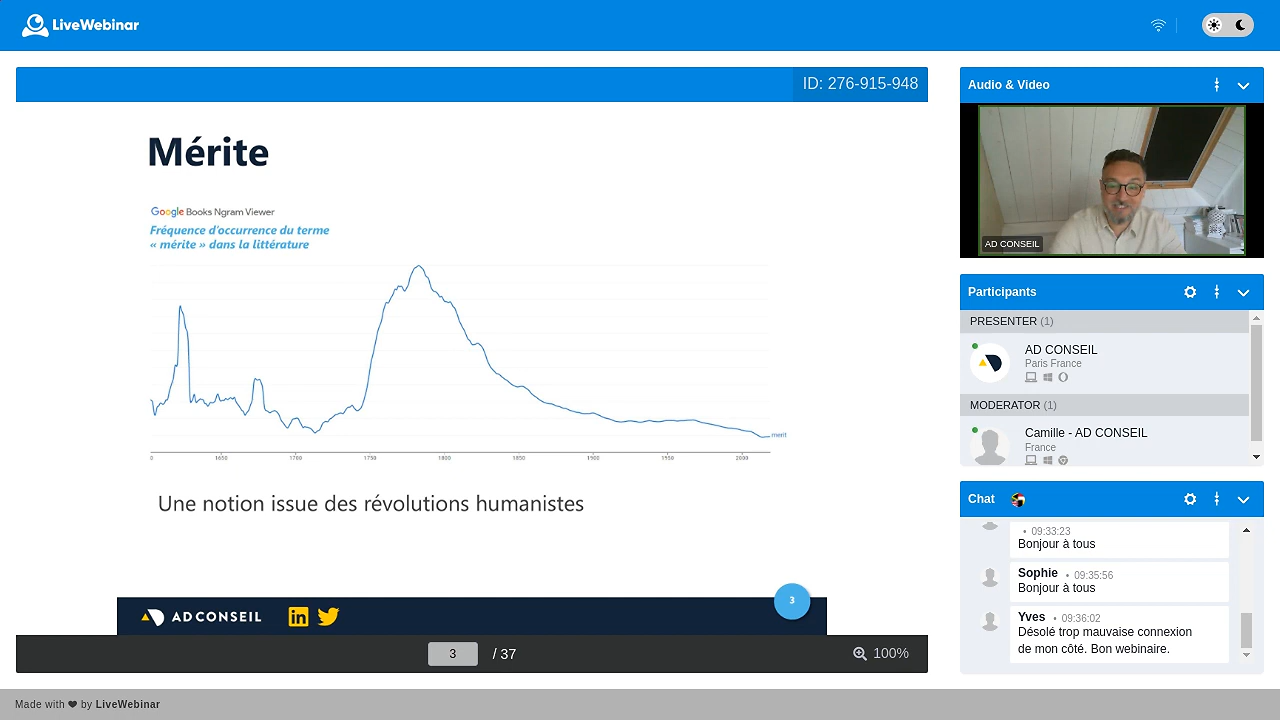 LiveWebinar
ID: 276-915-948
Mérite
Google Books Ngram Viewer
Fréquence d'occurrence du terme
« mérite » dans la littérature
merit
0 1650 1700 1750 1800 1850 1900 1950 2000
Une notion issue des révolutions humanistes
AD CONSEIL
3
3 / 37
100%
Audio & Video
AD CONSEIL
Participants
PRESENTER (1)
AD CONSEIL
Paris France
MODERATOR (1)
Camille - AD CONSEIL
France
Chat
• 09:33:23
Bonjour à tous
Sophie • 09:35:56
Bonjour à tous
Yves • 09:36:02
Désolé trop mauvaise connexion
de mon côté. Bon webinaire.
Made with ❤ by LiveWebinar